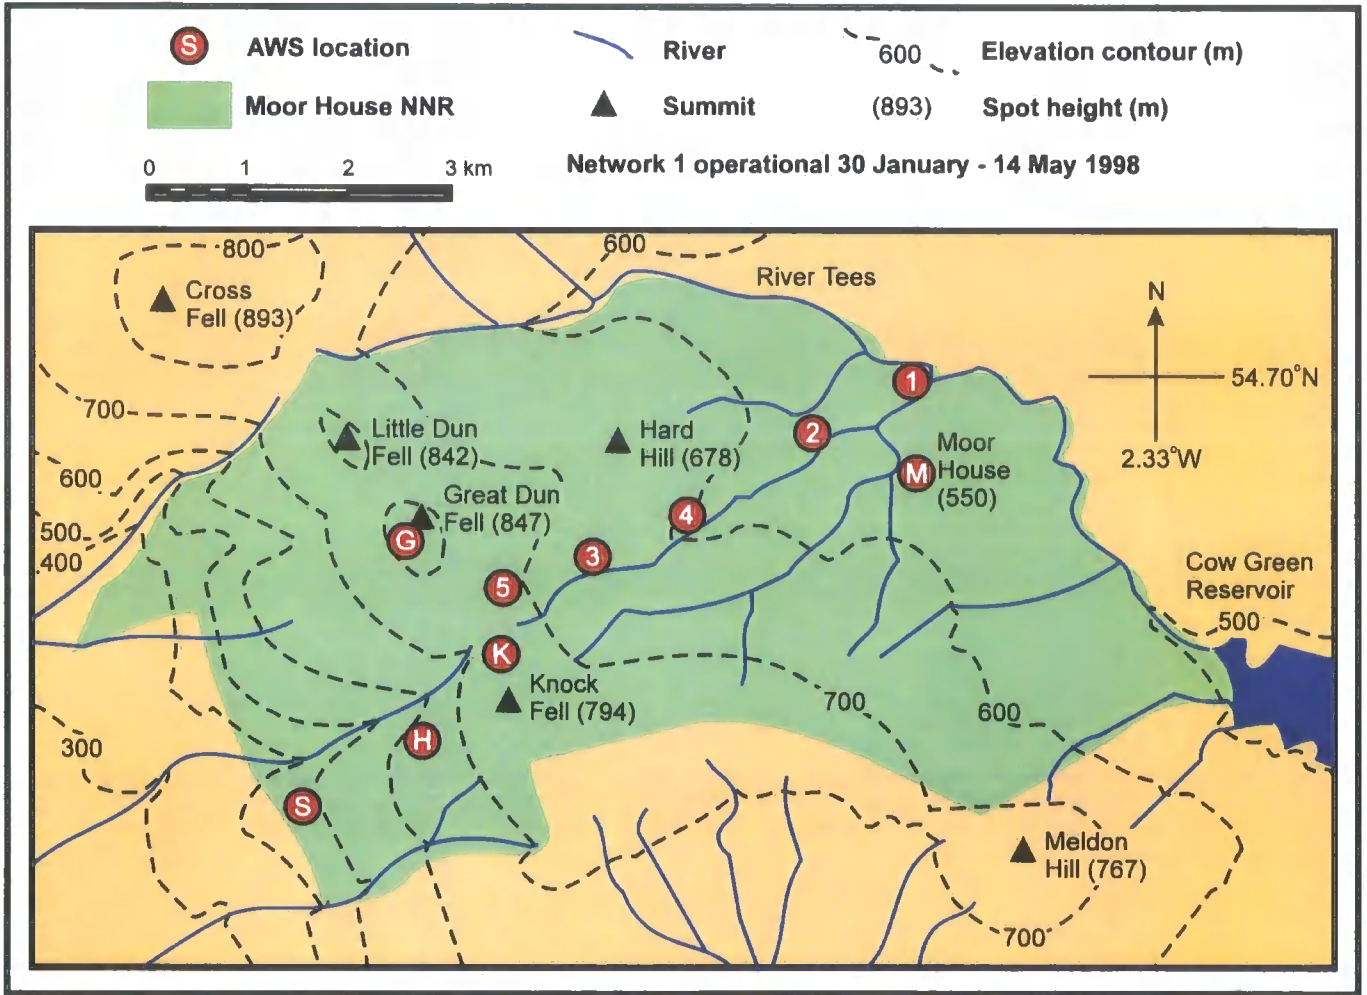 S AWS location
River
600 Elevation contour (m)
Moor House NNR
Summit
(893) Spot height (m)
0 1 2 3 km
Network 1 operational 30 January - 14 May 1998
800
600
Cross
Fell (893)
River Tees
N
54.70°N
2.33°W
700
Little Dun
Fell (842)
Hard
Hill (678)
1
2
M
Moor
House
(550)
600
Great Dun
Fell (847)
G
4
500
400
3
5
Cow Green
Reservoir
500
K
Knock
Fell (794)
700
600
300
H
S
Meldon
Hill (767)
700